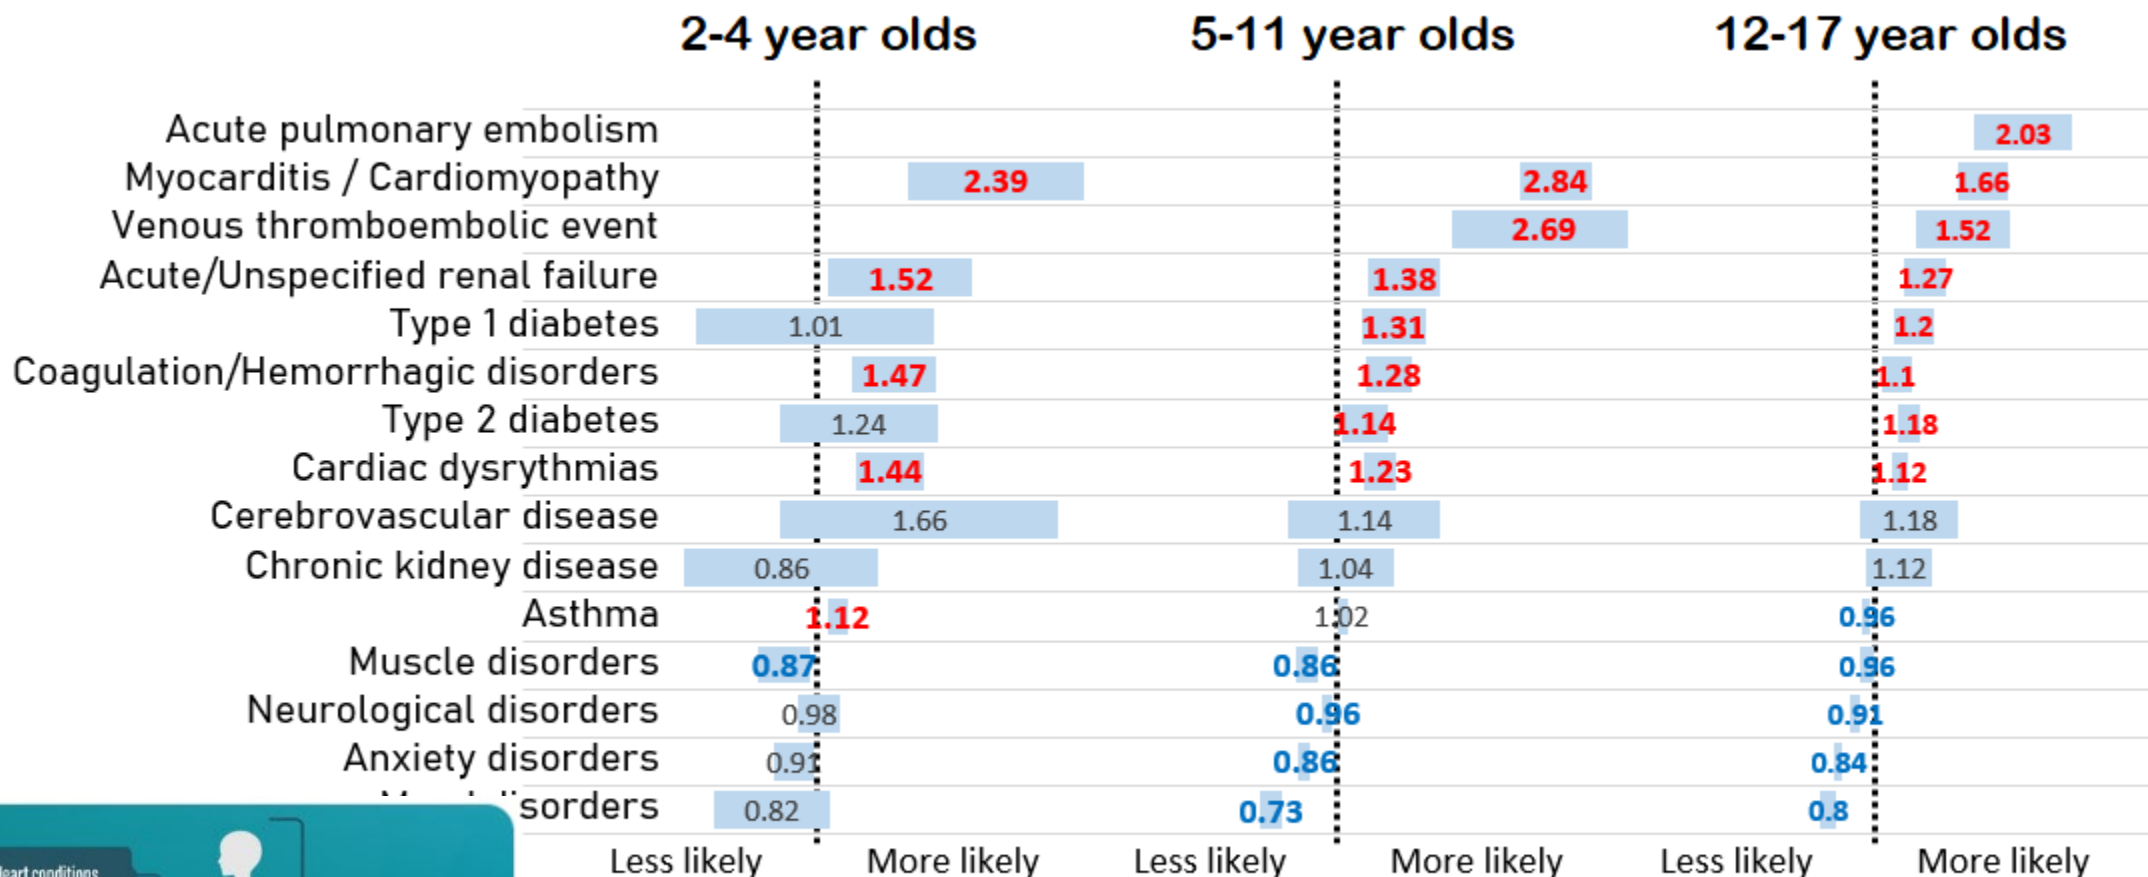 2-4 year olds 5-11 year olds 12-17 year olds
Acute pulmonary embolism 2.03
Myocarditis / Cardiomyopathy 2.39 2.84 1.66
Venous thromboembolic event 2.69 1.52
Acute/Unspecified renal failure 1.52 1.38 1.27
Type 1 diabetes 1.01 1.31 1.2
Coagulation/Hemorrhagic disorders 1.47 1.28 1.1
Type 2 diabetes 1.24 1.14 1.18
Cardiac dysrythmias 1.44 1.23 1.12
Cerebrovascular disease 1.66 1.14 1.18
Chronic kidney disease 0.86 1.04 1.12
Asthma 1.12 1.02 0.96
Muscle disorders 0.87 0.86 0.96
Neurological disorders 0.98 0.96 0.91
Anxiety disorders 0.91 0.86 0.84
0.82 0.73 0.8
Less likely More likely Less likely More likely Less likely More likely
conditions